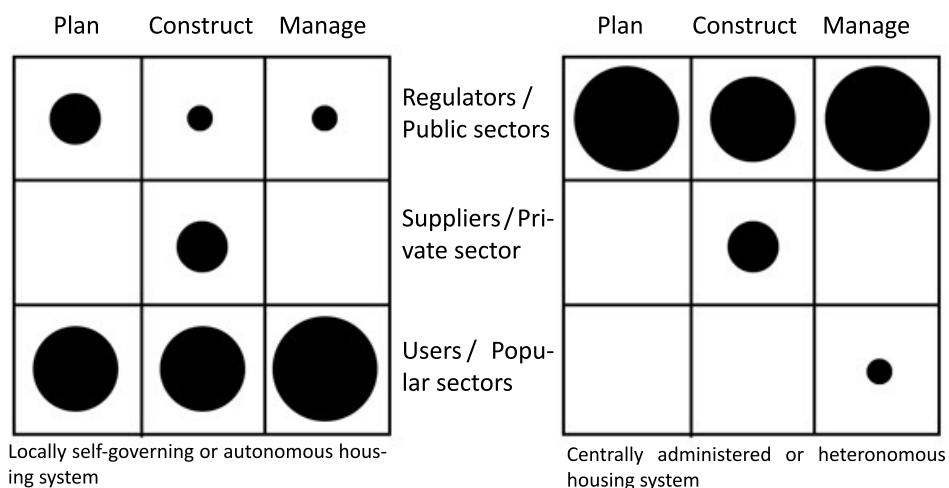 Plan Construct Manage
Plan Construct Manage
Regulators /
Public sectors
Suppliers / Pri-
vate sector
Users / Popu-
lar sectors
Locally self-governing or autonomous hous-
ing system
Centrally administered or heteronomous
housing system